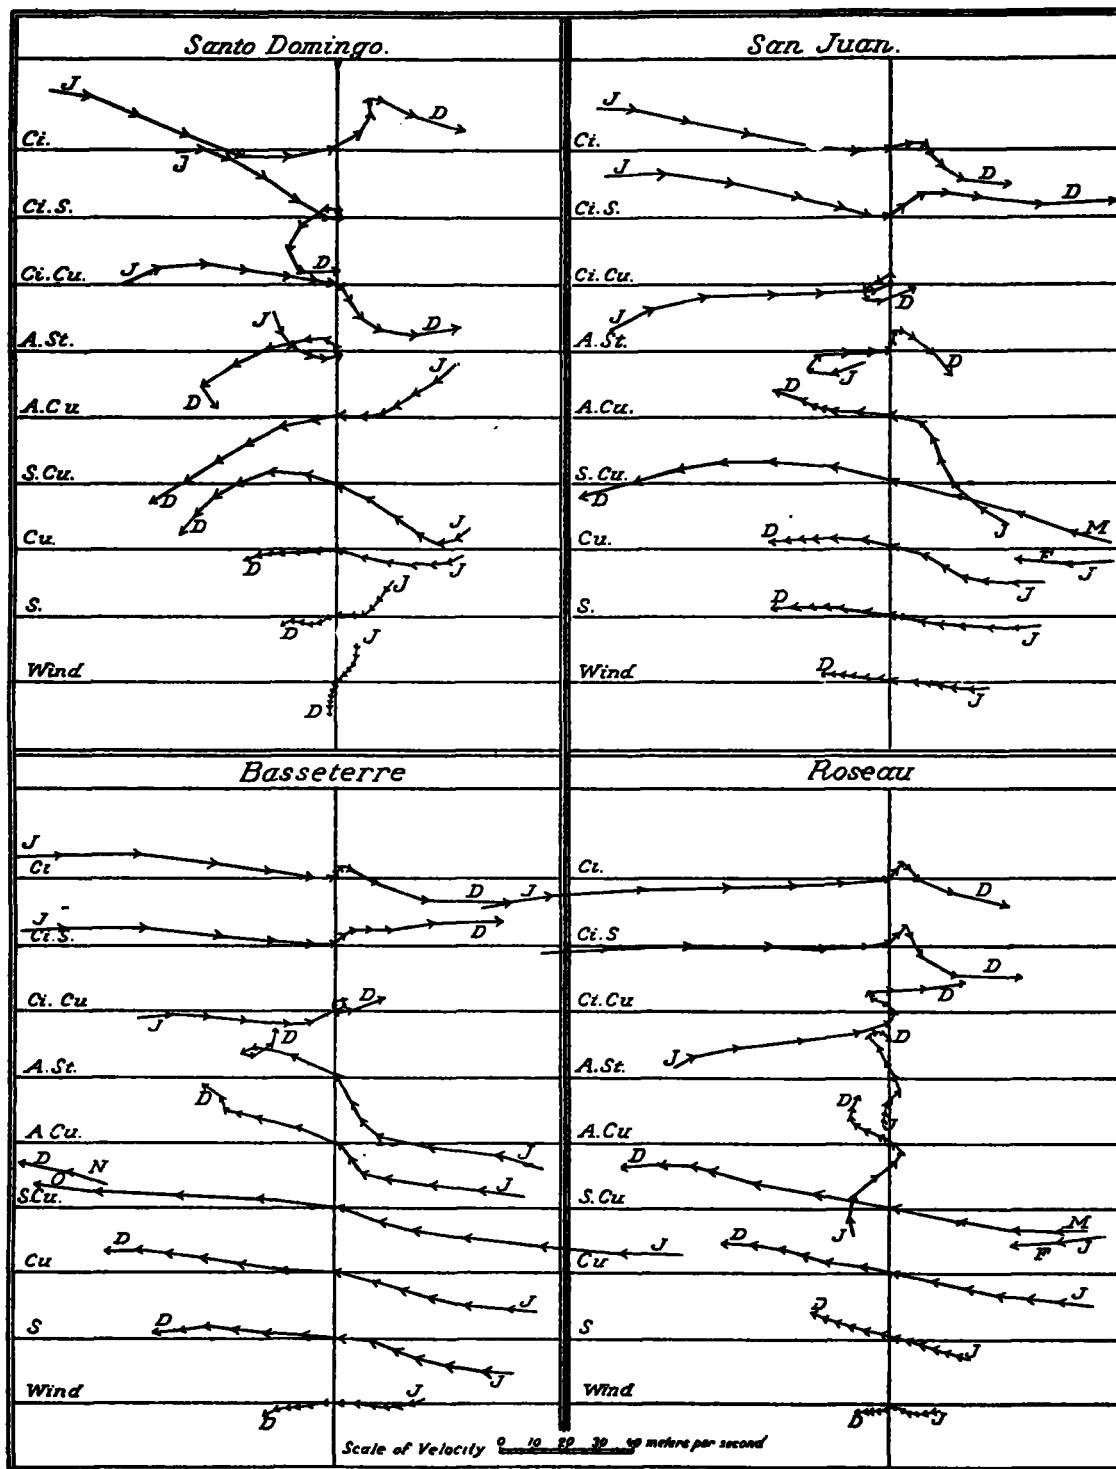 Santo Domingo.
J
D
Ci.
J
Ci.S.
D
Ci.Cu.
J
D
J
A.St.
J
D
A.Cu
S.Cu.
D
D
J
Cu.
D
J
S.
J
D
J
Wind
D
San Juan.
J
Ci.
D
J
D
Ci.S.
Ci.Cu.
D
J
A.St.
D
J
D
A.Cu.
S.Cu.
D
J
M
Cu.
D
F
J
J
S.
D
J
Wind
D
J
Basseterre
J
Ci
D
J
Ci.S.
D
Ci.Cu
D
J
D
A.St.
D
A Cu.
J
D
N
O
J
S.Cu.
D
J
Cu
J
S
D
J
Wind
J
D
Roseau
Ci.
J
D
Ci.S
D
Ci.Cu
D
D
J
A.St.
D
J
A.Cu
D
S.Cu
J
M
D
F
J
Cu
J
D
S
J
Wind
D
J
Scale of Velocity 0 10 20 30 40 meters per second